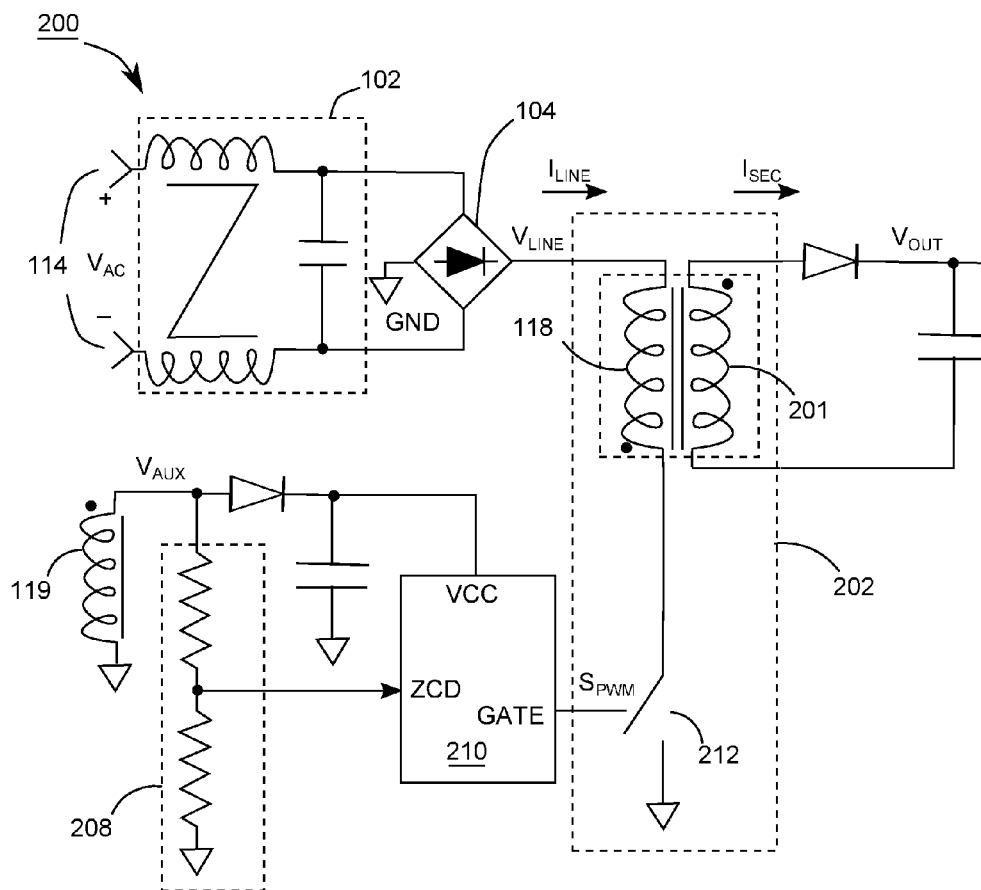 200
102
104
I_LINE
I_SEC
+
114
V_AC
−
V_LINE
V_OUT
GND
118
201
V_AUX
119
VCC
202
ZCD
S_PWM
GATE
210
212
208